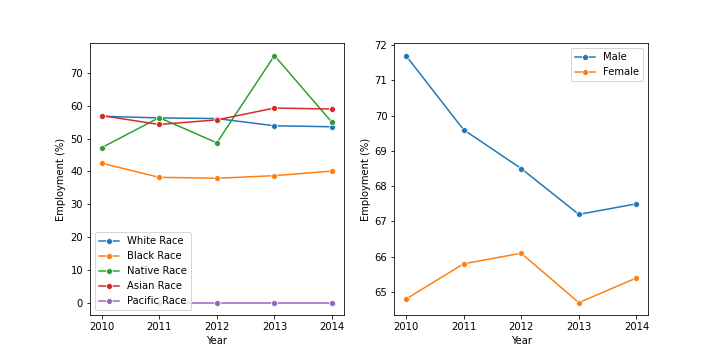 70
60
50
40
30
20
10
0
Employment (%)
White Race
Black Race
Native Race
Asian Race
Pacific Race
2010 2011 2012 2013 2014
Year
72
71
70
69
68
67
66
65
Employment (%)
Male
Female
2010 2011 2012 2013 2014
Year